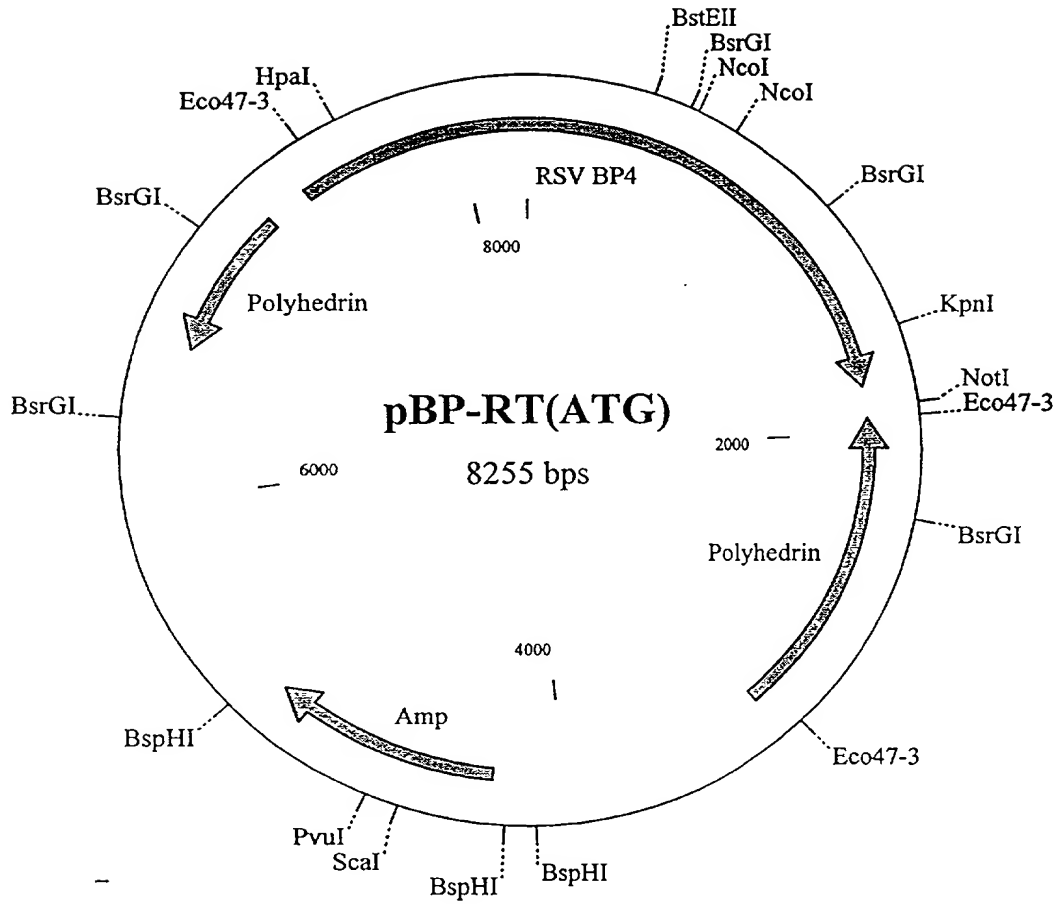 BstEII
BsrGI
NcoI
NcoI
HpaI
Eco47-3
BsrGI
BsrGI
RSV BP4
8000
Polyhedrin
KpnI
NotI
Eco47-3
BsrGI
pBP-RT(ATG)
8255 bps
2000
6000
BsrGI
Polyhedrin
4000
Amp
BspHI
Eco47-3
PvuI
ScaI
BspHI
BspHI